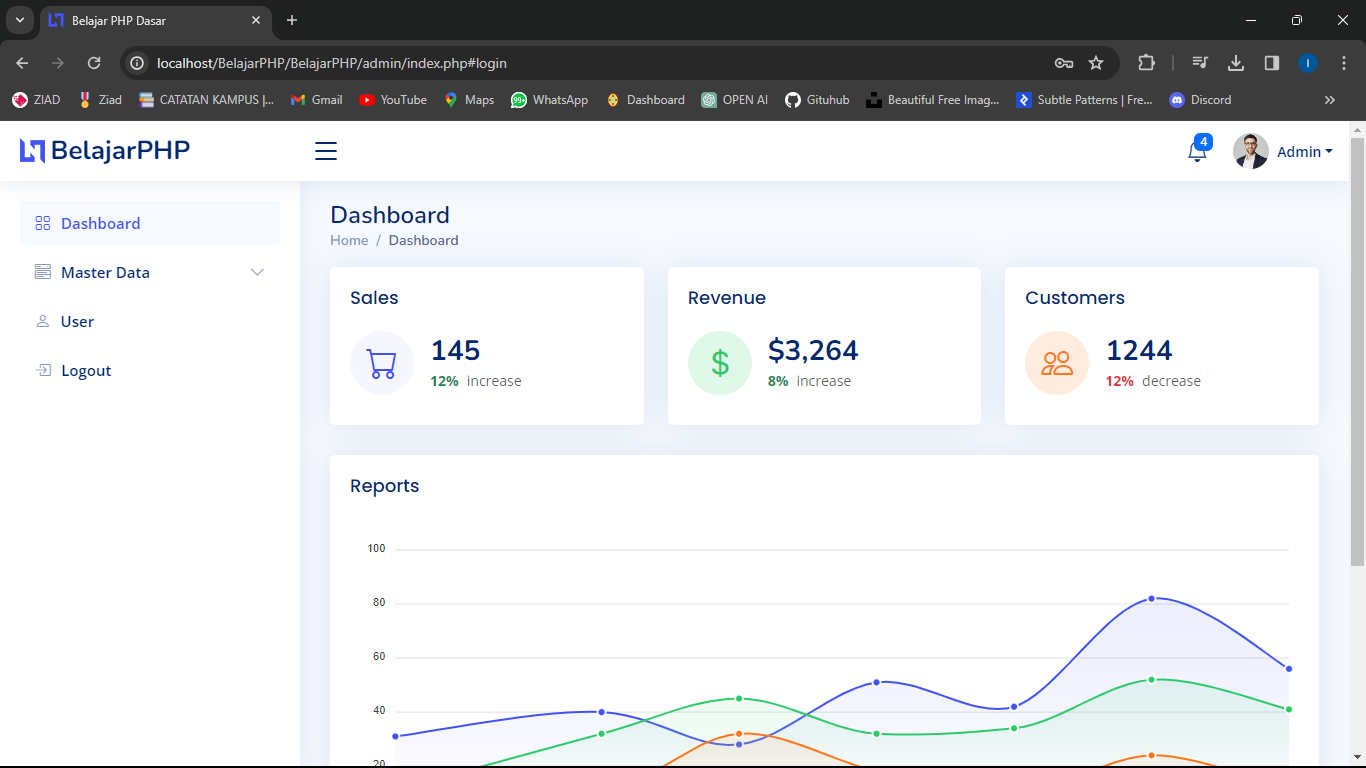 Belajar PHP Dasar
localhost/BelajarPHP/BelajarPHP/admin/index.php#login
I
ZIAD Ziad CATATAN KAMPUS |... Gmail YouTube Maps 99+ WhatsApp Dashboard OPEN AI Gituhub Beautiful Free Imag... Subtle Patterns | Fre... Discord
BelajarPHP
4
Admin
Dashboard
Master Data
User
Logout
Dashboard
Home / Dashboard
Sales
145
12% increase
Revenue
$
$3,264
8% increase
Customers
1244
12% decrease
Reports
100
80
60
40
20